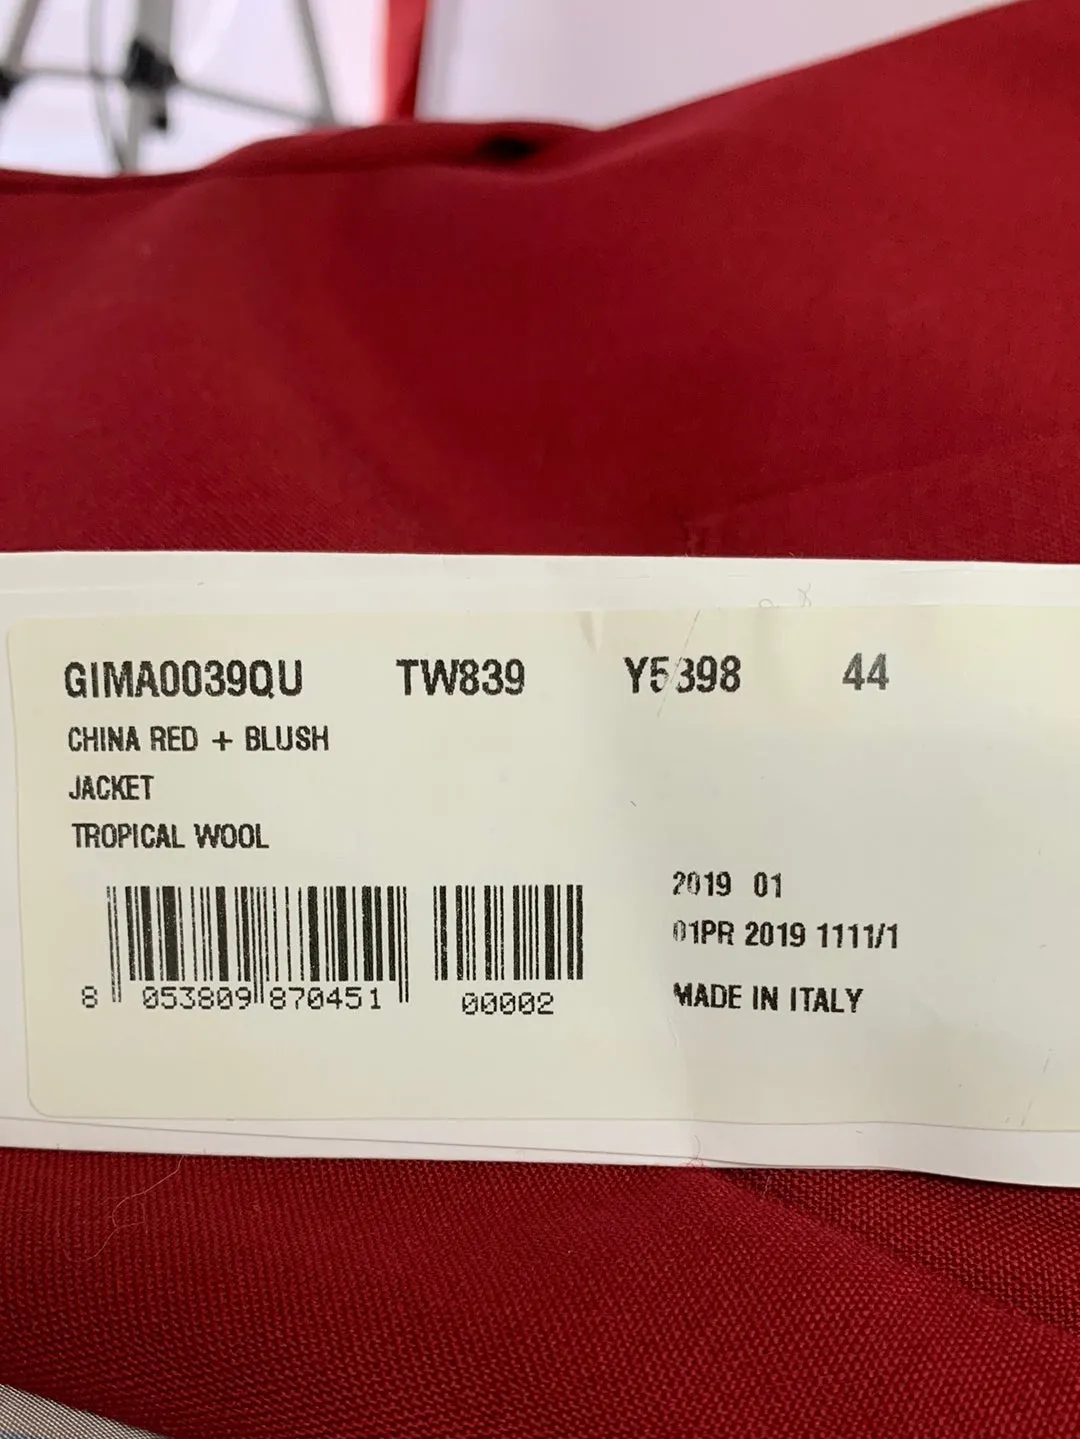 GIMA0039QU TW839 Y5398 44
CHINA RED + BLUSH
JACKET
TROPICAL WOOL
2019 01
01PR 2019 1111/1
MADE IN ITALY
8 053809 870451 00002